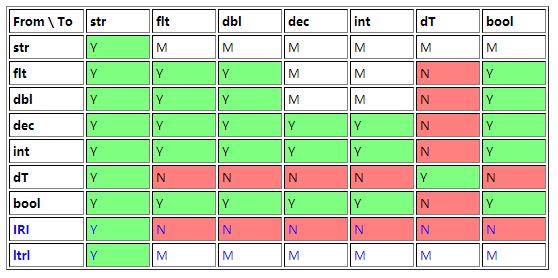 From \ To str flt dbl dec int dT bool
str Y M M M M M M
flt Y Y Y M M N Y
dbl Y Y Y M M N Y
dec Y Y Y Y Y N Y
int Y Y Y Y Y N Y
dT Y N N N N Y N
bool Y Y Y Y Y N Y
IRI Y N N N N N N
ltrl Y M M M M M M